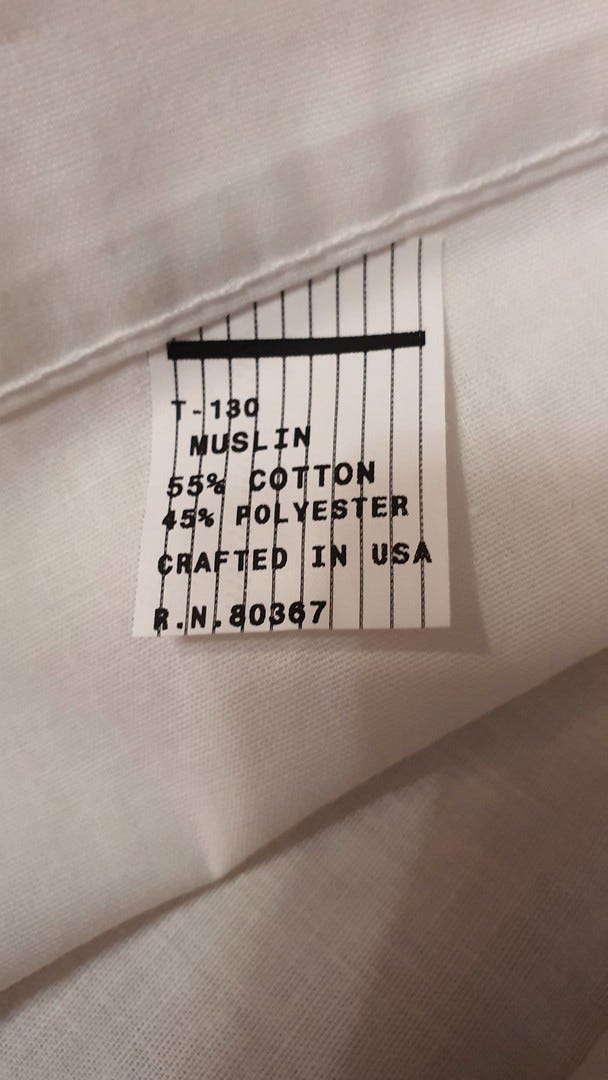 T-130
MUSLIN
55% COTTON
45% POLYESTER
CRAFTED IN USA
R.N.80367